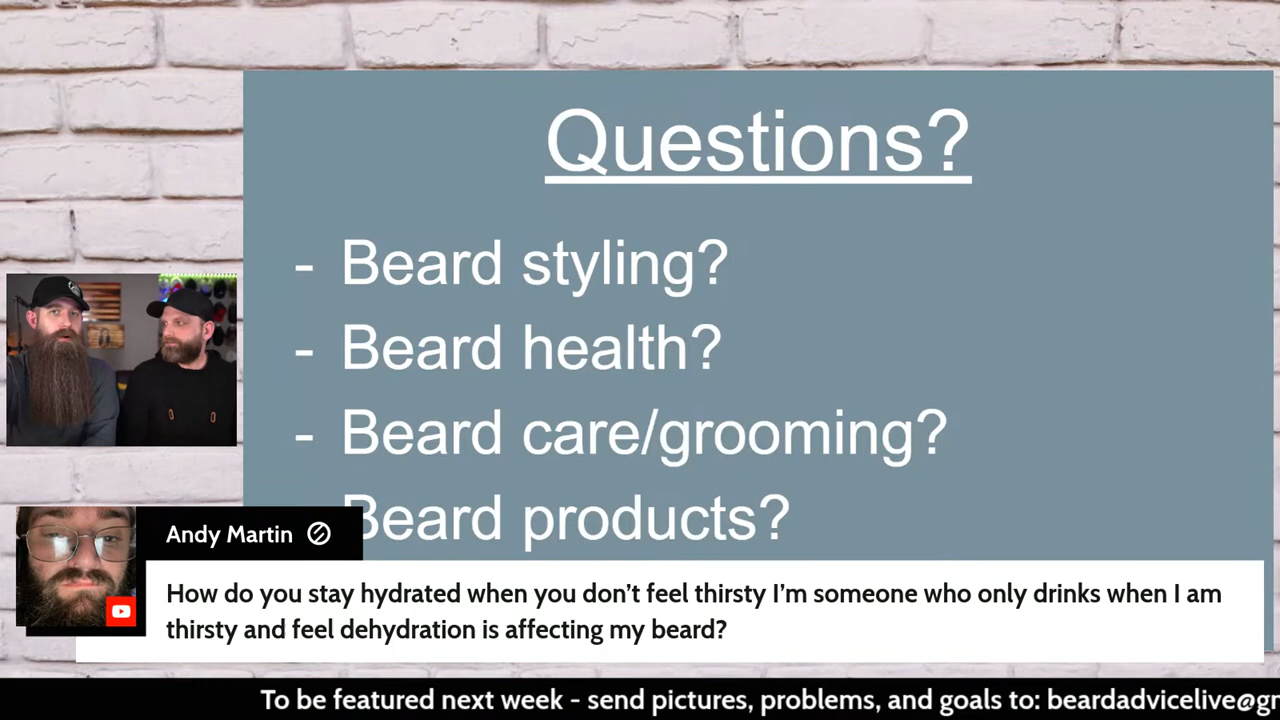 Questions?
- Beard styling?
- Beard health?
- Beard care/grooming?
Beard products?
Andy Martin
How do you stay hydrated when you don’t feel thirsty I’m someone who only drinks when I am
thirsty and feel dehydration is affecting my beard?
To be featured next week - send pictures, problems, and goals to: